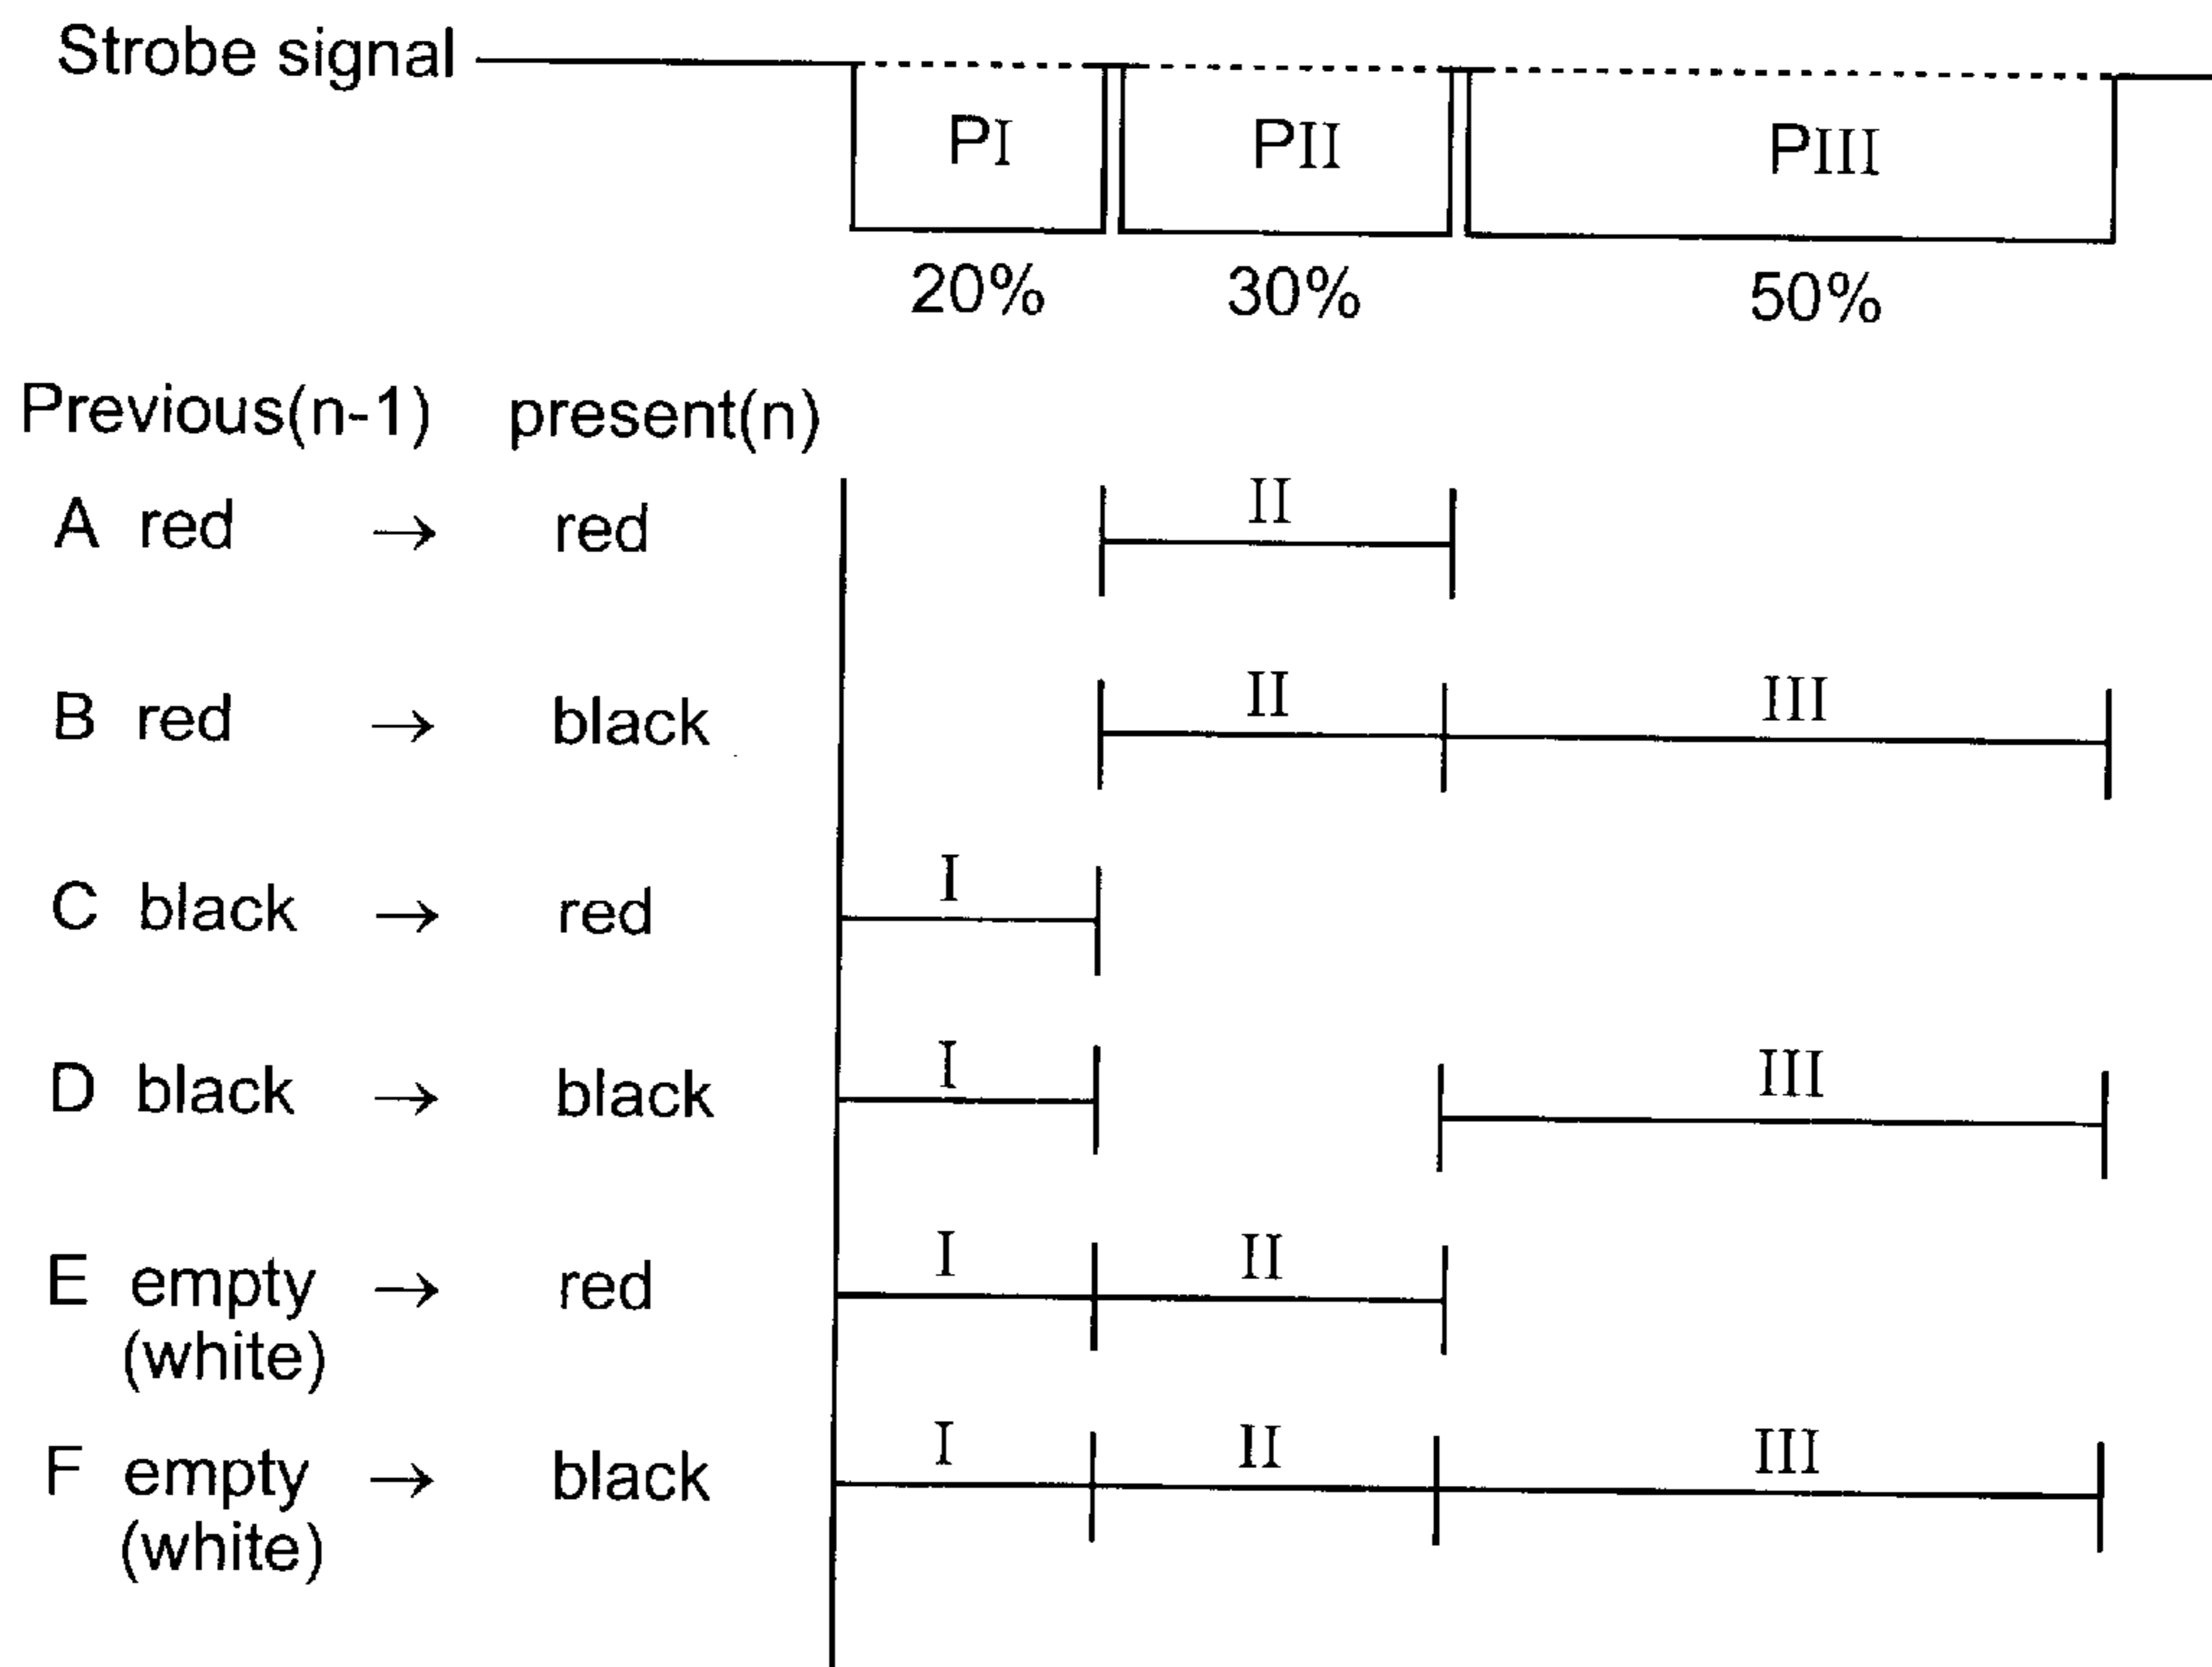 Strobe signal
PI PII PIII
20% 30% 50%
Previous(n-1) present(n)
II
A red → red
II III
B red → black
I
C black → red
I III
D black → black
I II
E empty → red
(white)
I II III
F empty → black
(white)